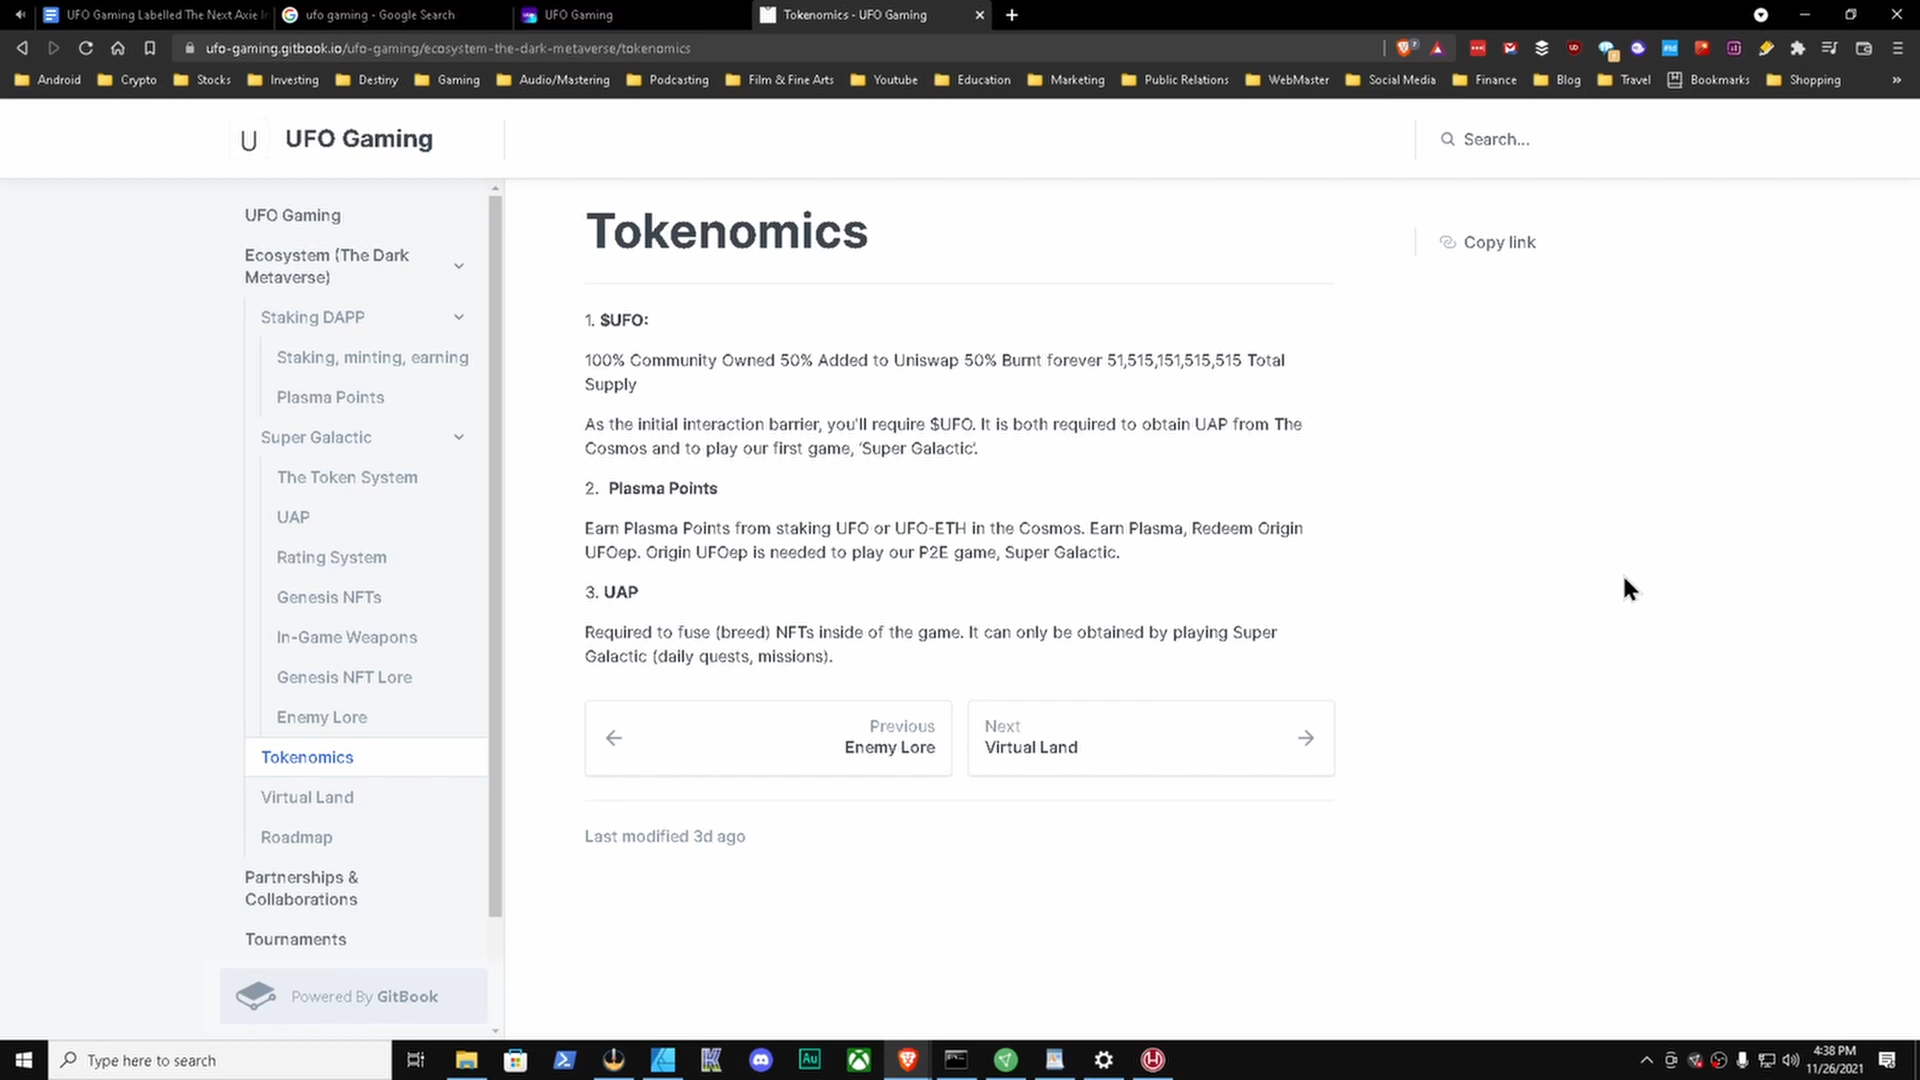 UFO Gaming Labelled The Next Axie In
ufo gaming - Google Search
UFO Gaming
Tokenomics - UFO Gaming
ufo-gaming.gitbook.io/ufo-gaming/ecosystem-the-dark-metaverse/tokenomics
Android Crypto Stocks Investing Destiny Gaming Audio/Mastering Podcasting Film & Fine Arts Youtube Education Marketing Public Relations WebMaster Social Media Finance Blog Travel Bookmarks Shopping »
U UFO Gaming
Search...
UFO Gaming
Ecosystem (The Dark
Metaverse)
Staking DAPP
Staking, minting, earning
Plasma Points
Super Galactic
The Token System
UAP
Rating System
Genesis NFTs
In-Game Weapons
Genesis NFT Lore
Enemy Lore
Tokenomics
Virtual Land
Roadmap
Partnerships &
Collaborations
Tournaments
Powered By GitBook
Tokenomics
Copy link
1. $UFO:
100% Community Owned 50% Added to Uniswap 50% Burnt forever 51,515,151,515,515 Total
Supply
As the initial interaction barrier, you'll require $UFO. It is both required to obtain UAP from The
Cosmos and to play our first game, ‘Super Galactic’.
2. Plasma Points
Earn Plasma Points from staking UFO or UFO-ETH in the Cosmos. Earn Plasma, Redeem Origin
UFOep. Origin UFOep is needed to play our P2E game, Super Galactic.
3. UAP
Required to fuse (breed) NFTs inside of the game. It can only be obtained by playing Super
Galactic (daily quests, missions).
Previous
Enemy Lore
Next
Virtual Land
Last modified 3d ago
Type here to search
Au
4:38 PM
11/26/2021